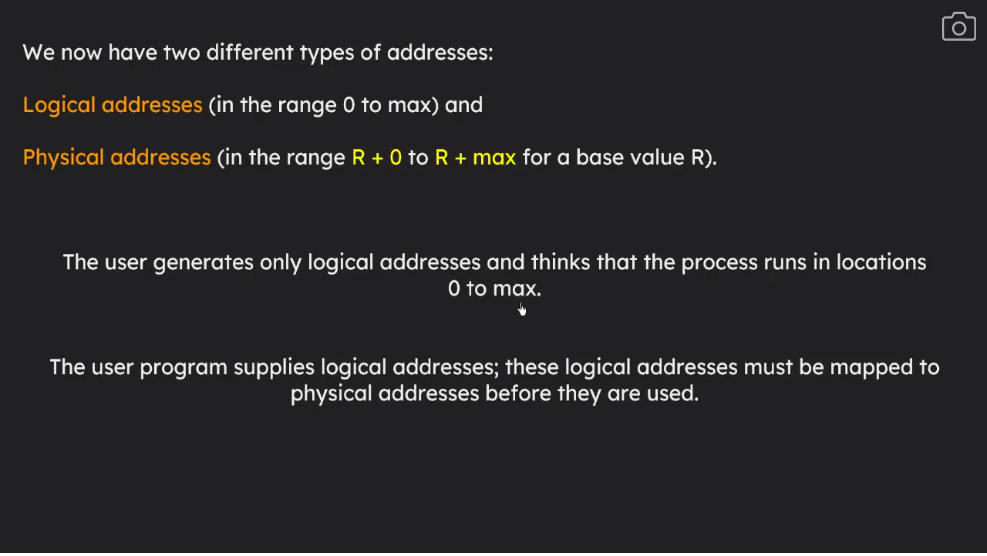 We now have two different types of addresses:
Logical addresses (in the range 0 to max) and
Physical addresses (in the range R + 0 to R + max for a base value R).
The user generates only logical addresses and thinks that the process runs in locations
0 to max.
The user program supplies logical addresses; these logical addresses must be mapped to
physical addresses before they are used.